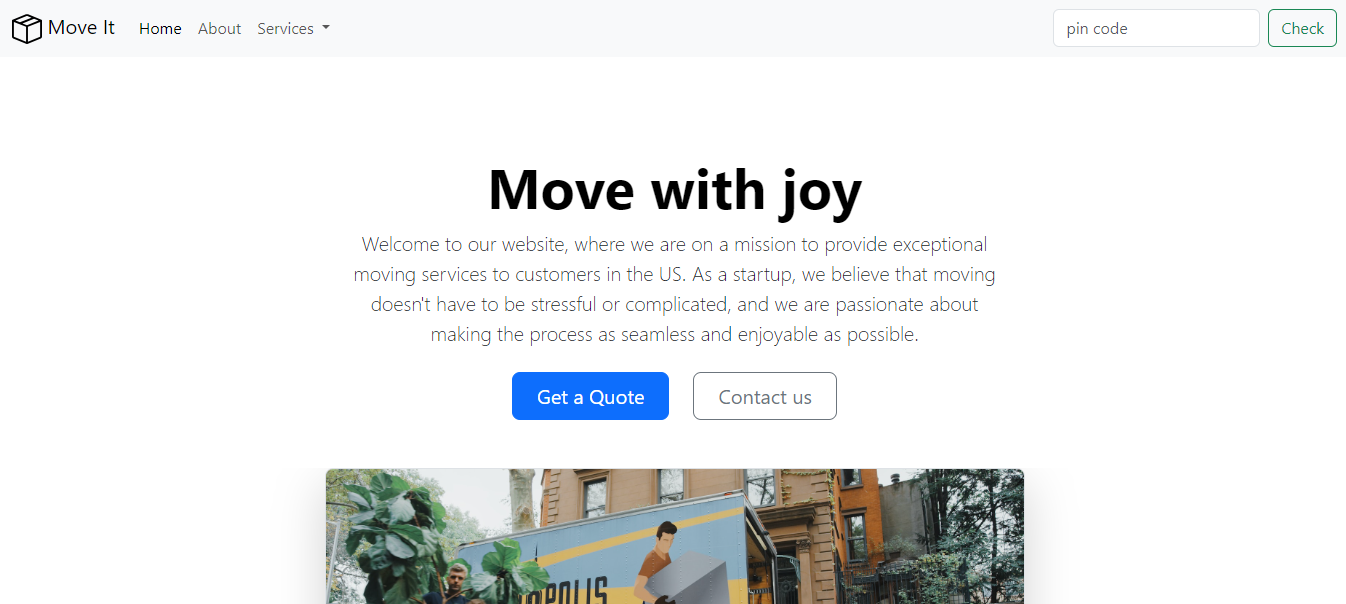 Move It
Home
About
Services
pin code
Check
Move with joy
Welcome to our website, where we are on a mission to provide exceptional
moving services to customers in the US. As a startup, we believe that moving
doesn't have to be stressful or complicated, and we are passionate about
making the process as seamless and enjoyable as possible.
Get a Quote
Contact us